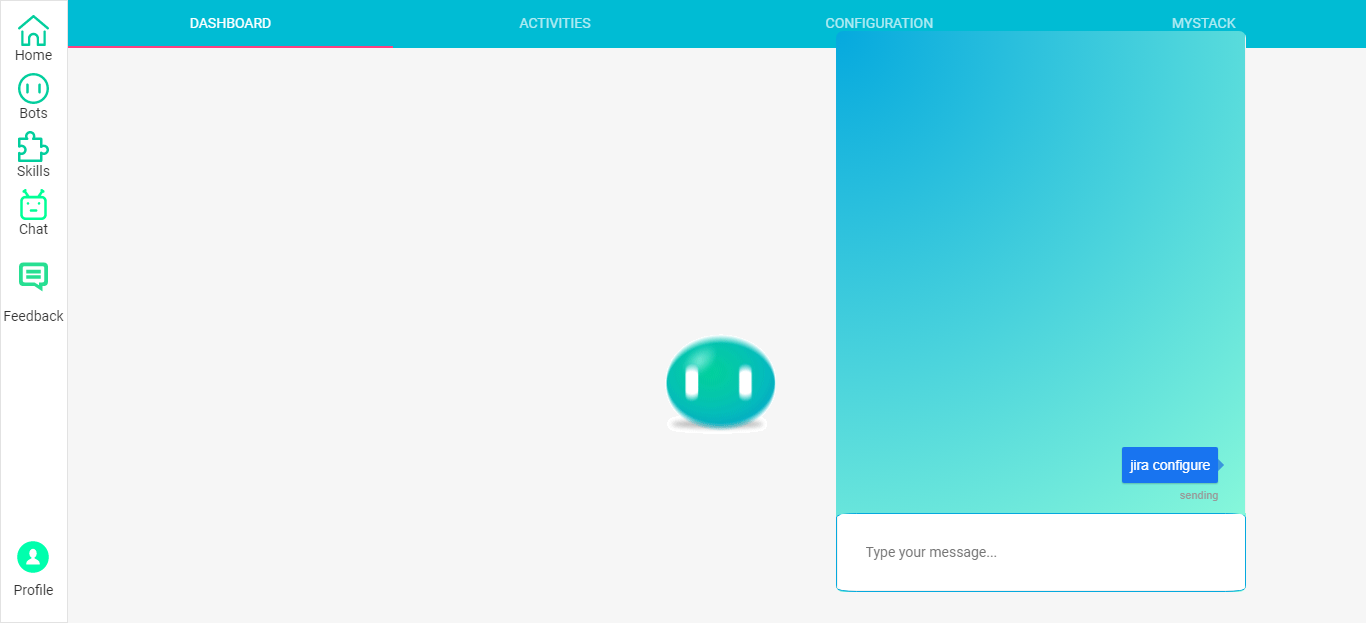 DASHBOARD
ACTIVITIES
CONFIGURATION
MYSTACK
Home
Bots
Skills
Chat
Feedback
Profile
jira configure
sending
Type your message...